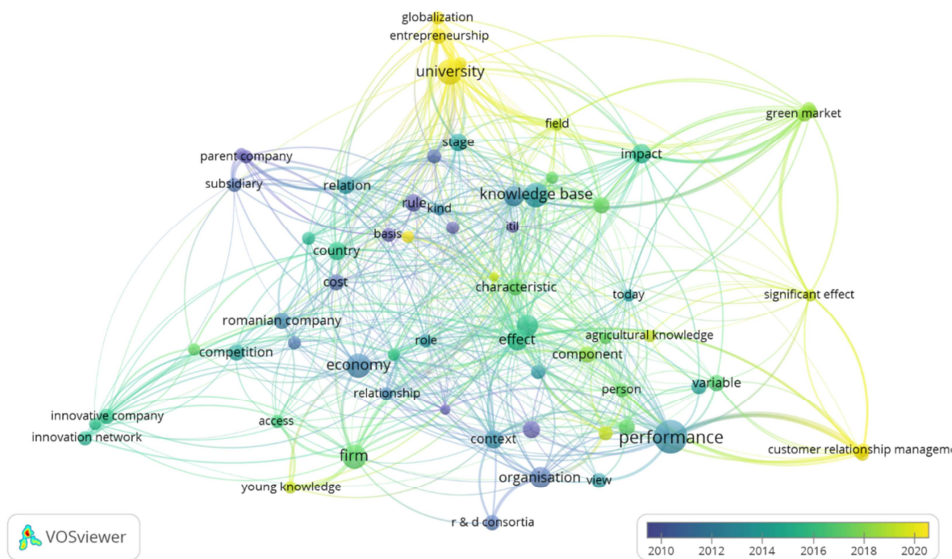 globalization
entrepreneurship
university
green market
field
stage
impact
parent company
subsidiary
relation
knowledge base
rule
kind
itil
basis
country
cost
characteristic
today
significant effect
romanian company
role
effect
agricultural knowledge
competition
component
economy
relationship
person
variable
innovative company
access
innovation network
context
performance
customer relationship manageme
firm
young knowledge
organisation
view
r & d consortia
VOSviewer
2010 2012 2014 2016 2018 2020